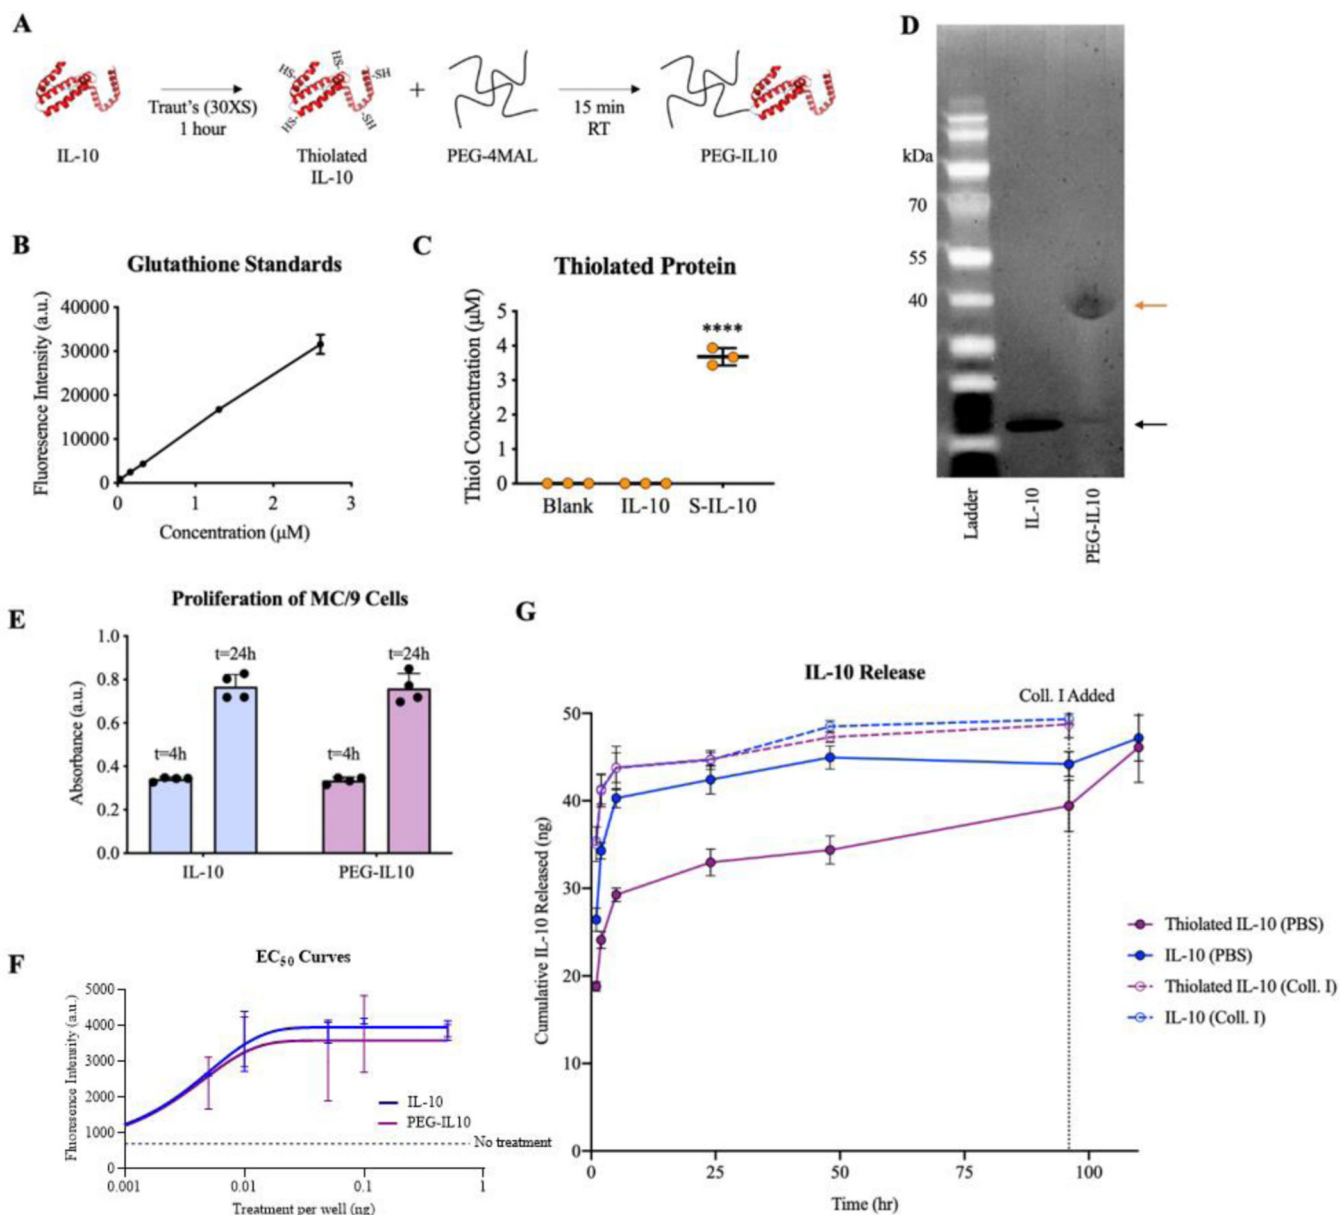 A
HS-
HS-
-SH
HS-
-SH
Traut's (30XS)
1 hour
+
15 min
RT
IL-10
Thiolated
IL-10
PEG-4MAL
PEG-IL10
B
Glutathione Standards
Fluoresence Intensity (a.u.)
40000
30000
20000
10000
0
0
1
2
3
Concentration (μM)
C
Thiolated Protein
Thiol Concentration (μM)
5
4
3
2
1
0
****
Blank
IL-10
S-IL-10
D
kDa
70
55
40
Ladder
IL-10
PEG-IL10
E
Proliferation of MC/9 Cells
Absorbance (a.u.)
1.0
0.8
0.6
0.4
0.2
0.0
t=4h
t=24h
t=4h
t=24h
IL-10
PEG-IL10
F
EC50 Curves
Fluoresence Intensity (a.u.)
5000
4000
3000
2000
1000
0
IL-10
PEG-IL10
No treatment
0.001
0.01
0.1
1
Treatment per well (ng)
G
IL-10 Release
Coll. I Added
Cumulative IL-10 Released (ng)
50
40
30
20
10
0
0
25
50
75
100
Time (hr)
Thiolated IL-10 (PBS)
IL-10 (PBS)
Thiolated IL-10 (Coll. I)
IL-10 (Coll. I)